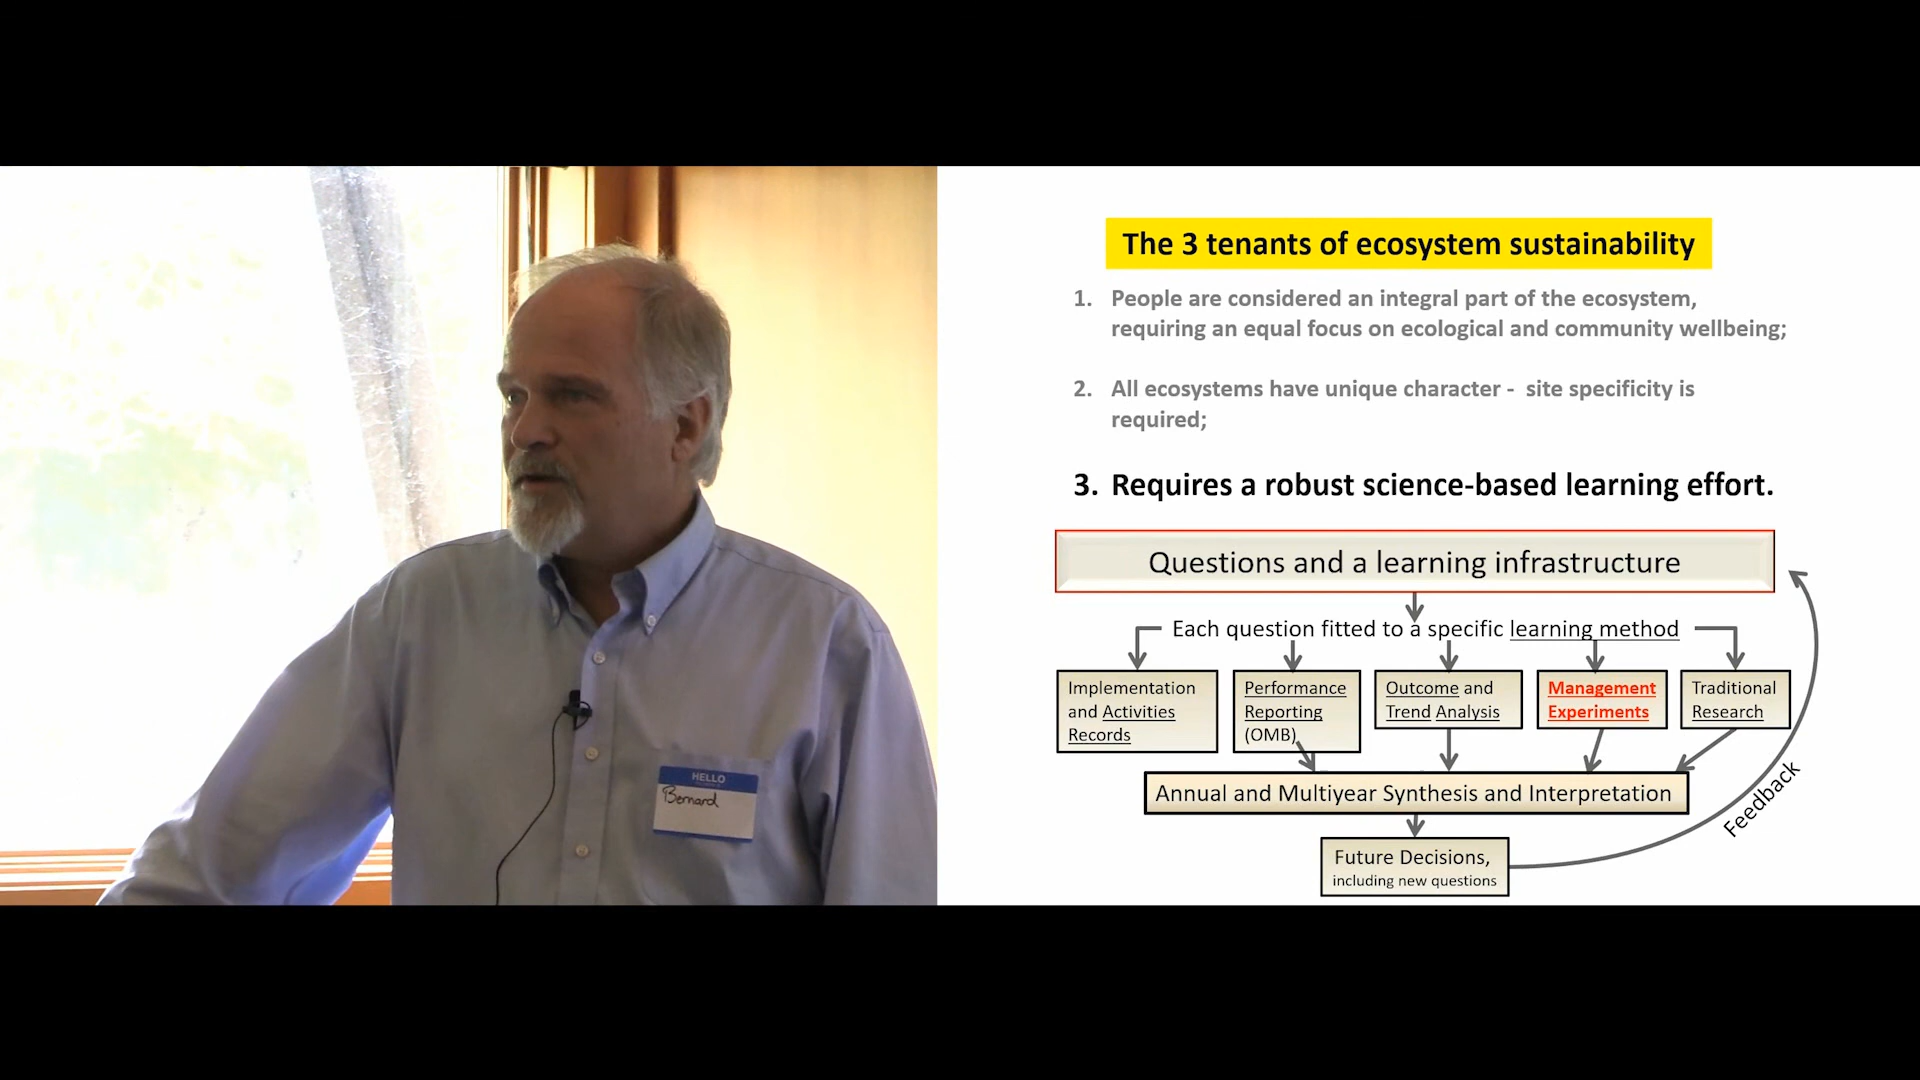 HELLO
Bernard
The 3 tenants of ecosystem sustainability
1. People are considered an integral part of the ecosystem,
requiring an equal focus on ecological and community wellbeing;
2. All ecosystems have unique character - site specificity is
required;
3. Requires a robust science-based learning effort.
Questions and a learning infrastructure
Each question fitted to a specific learning method
Implementation
and Activities
Records
Performance
Reporting
(OMB)
Outcome and
Trend Analysis
Management
Experiments
Traditional
Research
Annual and Multiyear Synthesis and Interpretation
Feedback
Future Decisions,
including new questions